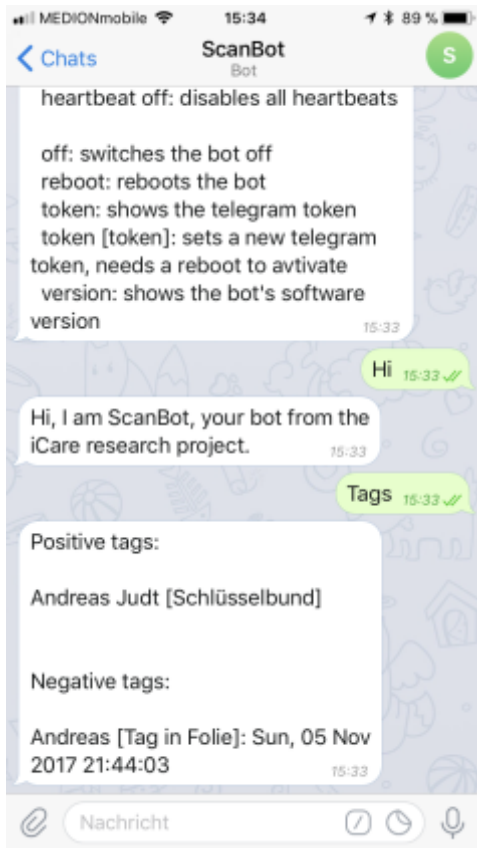 MEDIONmobile 15:34 89 %
Chats
ScanBot
Bot
S
heartbeat off: disables all heartbeats
off: switches the bot off
reboot: reboots the bot
token: shows the telegram token
token [token]: sets a new telegram
token, needs a reboot to avtivate
version: shows the bot's software
version
15:33
Hi 15:33
Hi, I am ScanBot, your bot from the
iCare research project.
15:33
Tags 15:33
Positive tags:
Andreas Judt [Schlüsselbund]
Negative tags:
Andreas [Tag in Folie]: Sun, 05 Nov
2017 21:44:03
15:33
Nachricht